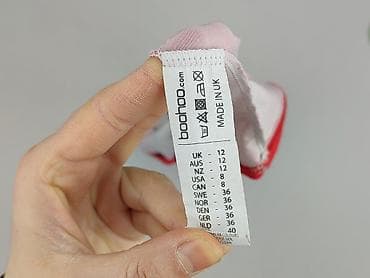 boohoo.com
MADE IN UK
UK - 12
AUS - 12
NZ - 12
USA - 8
CAN - 8
SWE - 36
NOR - 36
DEN - 36
GER - 36
NLD - 36
40